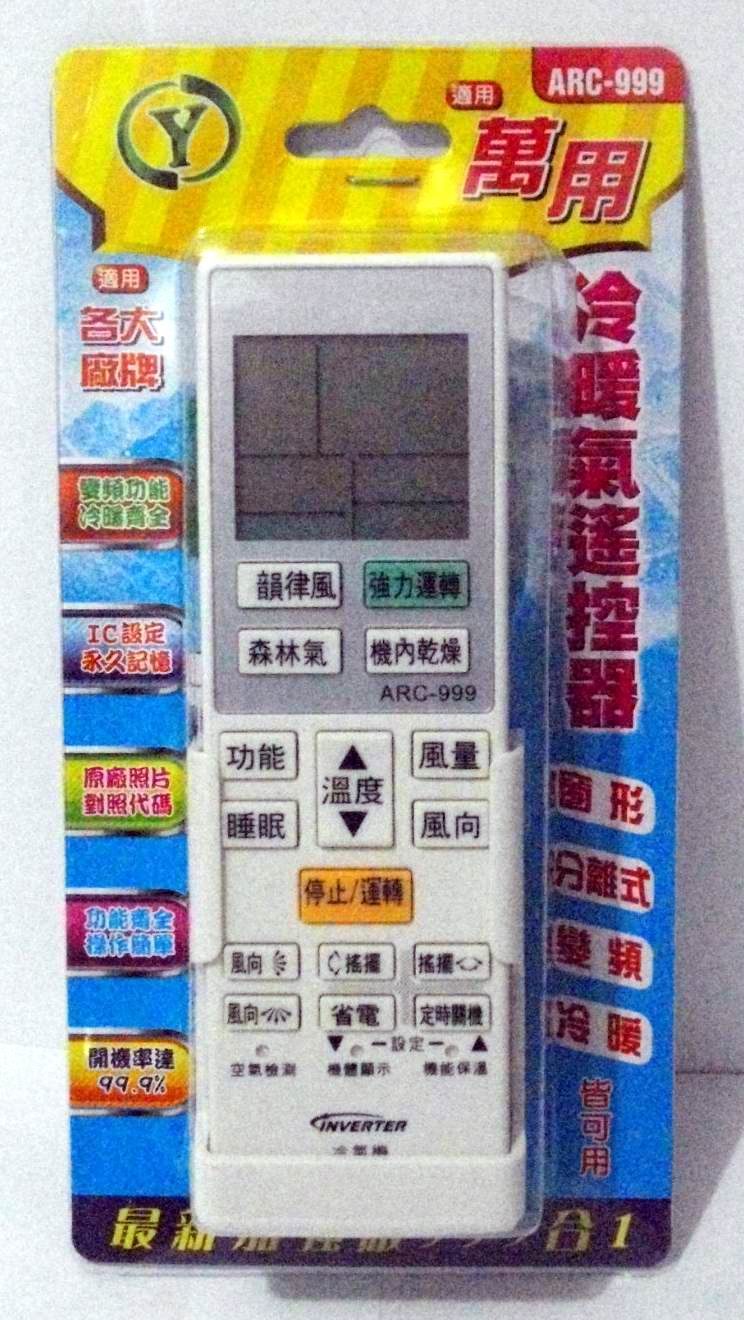 Y
ARC-999
適用
萬用
適用
各大
廠牌
冷暖氣遙控器
變頻功能
冷暖齊全
IC設定
永久記憶
原廠照片
對照代碼
功能齊全
操作簡單
開機率達
99.9%
韻律風
強力運轉
森林氣
機內乾燥
ARC-999
功能
▲
溫度
▼
風量
睡眠
風向
停止/運轉
風向
搖擺
搖擺
風向
省電
定時關機
▼ 設定 ▲
空氣檢測
機體顯示
機能保溫
INVERTER
冷氣機
窗形
分離式
變頻
冷暖
皆可用
最新
合1